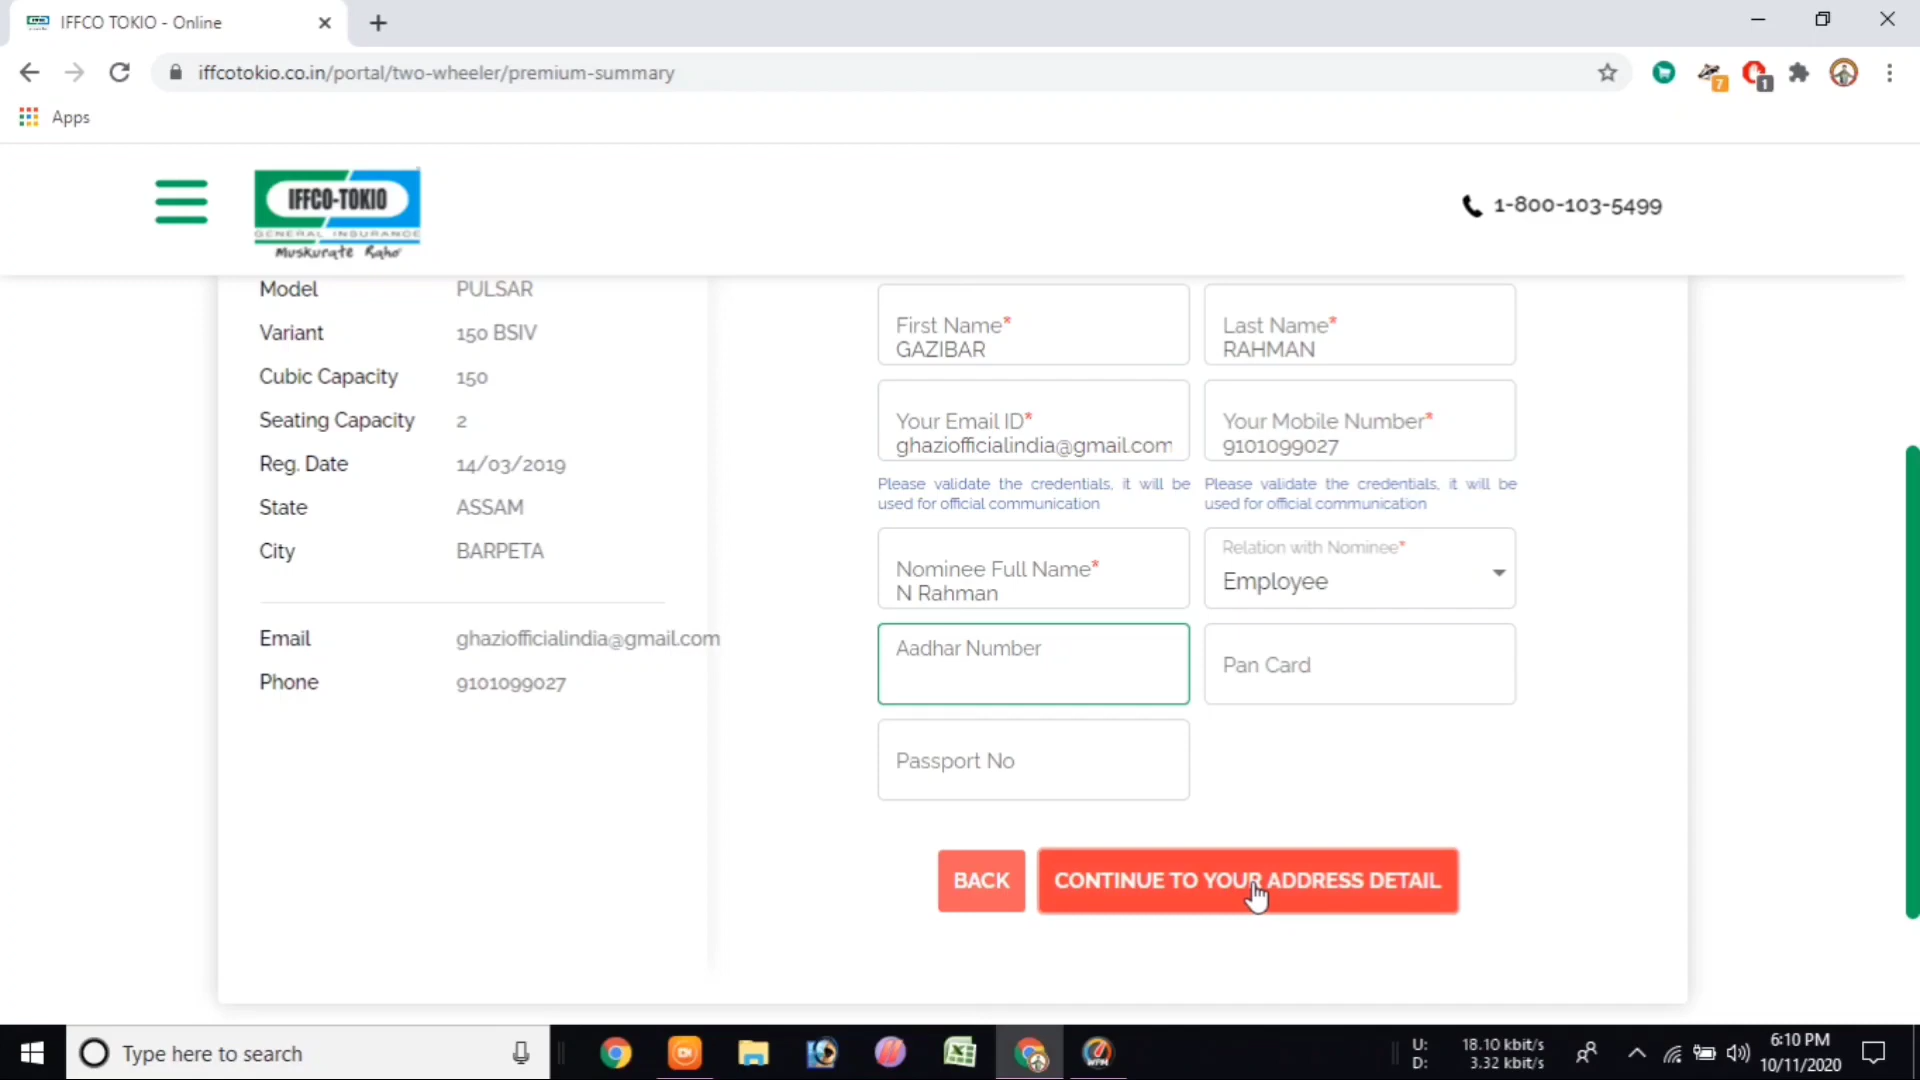 IFFCO TOKIO - Online
iffcotokio.co.in/portal/two-wheeler/premium-summary
7
1
Apps
IFFCO-TOKIO
GENERAL INSURANCE
Muskurate Raho
1-800-103-5499
Model PULSAR
Variant 150 BSIV
Cubic Capacity 150
Seating Capacity 2
Reg. Date 14/03/2019
State ASSAM
City BARPETA
Email ghaziofficialindia@gmail.com
Phone 9101099027
First Name*
GAZIBAR
Last Name*
RAHMAN
Your Email ID*
ghaziofficialindia@gmail.com
Your Mobile Number*
9101099027
Please validate the credentials, it will be
used for official communication
Please validate the credentials, it will be
used for official communication
Nominee Full Name*
N Rahman
Relation with Nominee*
Employee
Aadhar Number
Pan Card
Passport No
BACK
CONTINUE TO YOUR ADDRESS DETAIL
Type here to search
U: 18.10 kbit/s
D: 3.32 kbit/s
6:10 PM
10/11/2020